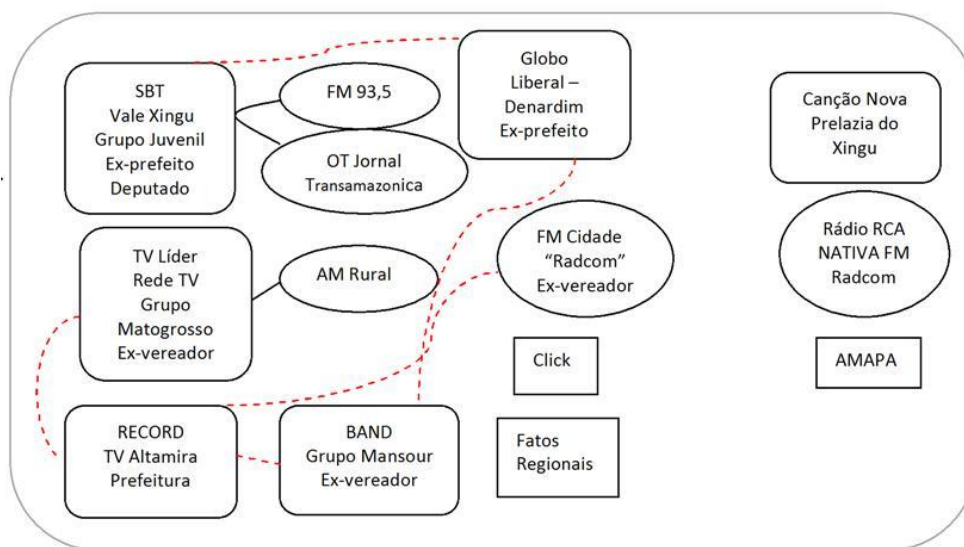 SBT
Vale Xingu
Grupo Juvenil
Ex-prefeito
Deputado
FM 93,5
OT Jornal
Transamazonica
Globo
Liberal –
Denardim
Ex-prefeito
Canção Nova
Prelazia do
Xingu
TV Líder
Rede TV
Grupo
Matogrosso
Ex-vereador
AM Rural
FM Cidade
“Radcom”
Ex-vereador
Rádio RCA
NATIVA FM
Radcom
Click
AMAPA
RECORD
TV Altamira
Prefeitura
BAND
Grupo Mansour
Ex-vereador
Fatos
Regionais